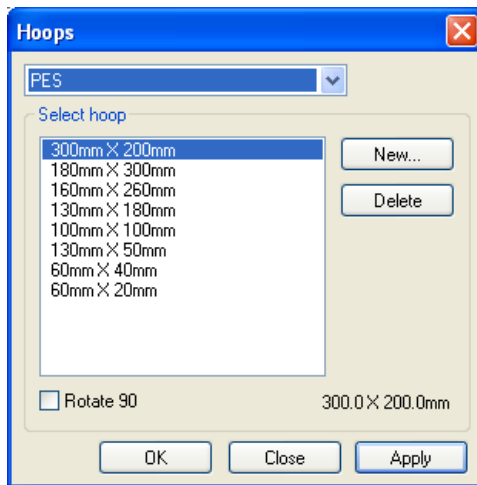 Hoops
PES
Select hoop
300mm X 200mm
180mm X 300mm
160mm X 260mm
130mm X 180mm
100mm X 100mm
130mm X 50mm
60mm X 40mm
60mm X 20mm
New...
Delete
Rotate 90
300.0 X 200.0mm
OK
Close
Apply